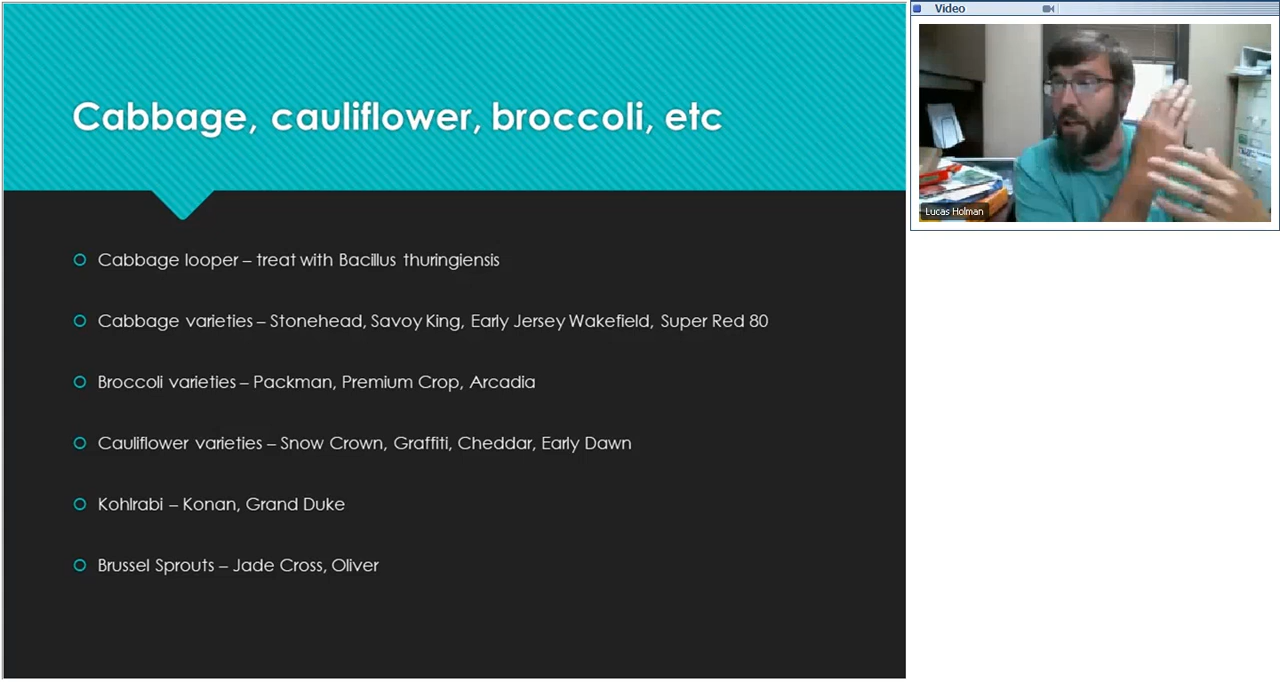 Cabbage, cauliflower, broccoli, etc
Cabbage looper – treat with Bacillus thuringiensis
Cabbage varieties – Stonehead, Savoy King, Early Jersey Wakefield, Super Red 80
Broccoli varieties – Packman, Premium Crop, Arcadia
Cauliflower varieties – Snow Crown, Graffiti, Cheddar, Early Dawn
Kohlrabi – Konan, Grand Duke
Brussel Sprouts – Jade Cross, Oliver
Video
Lucas Holman